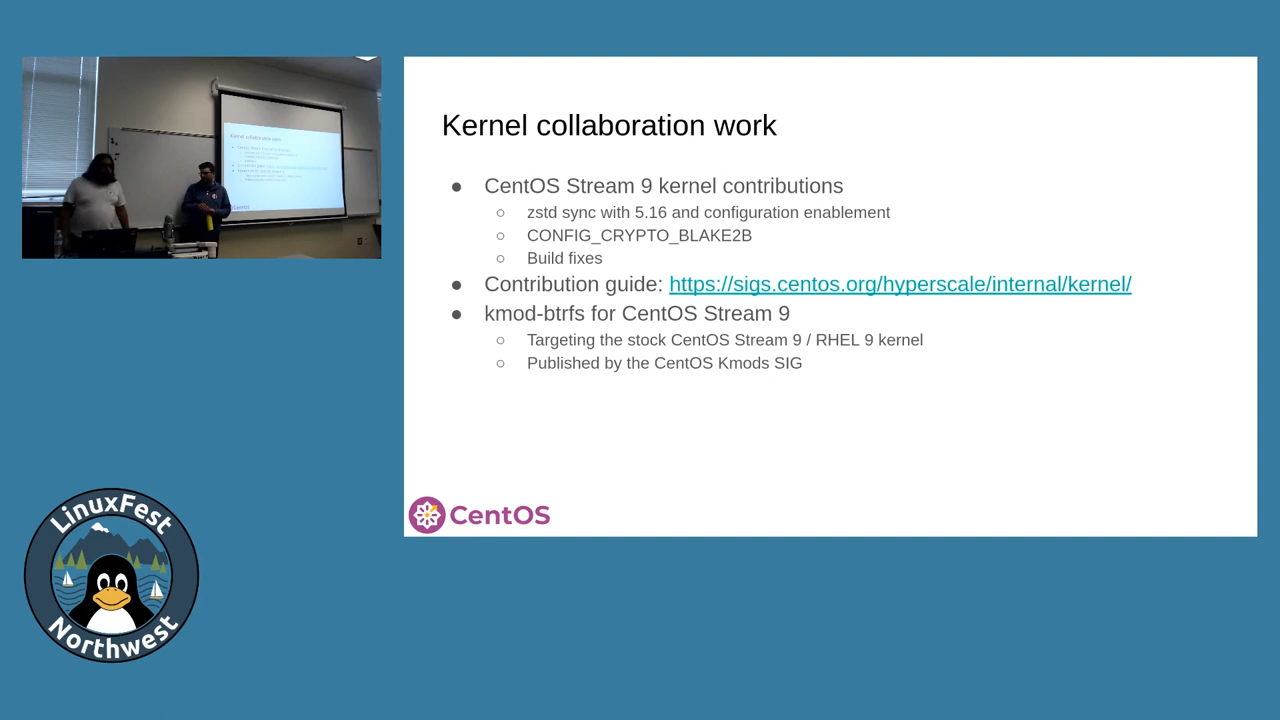 Kernel collaboration work
● CentOS Stream 9 kernel contributions
○ zstd sync with 5.16 and configuration enablement
○ CONFIG_CRYPTO_BLAKE2B
○ Build fixes
● Contribution guide: https://sigs.centos.org/hyperscale/internal/kernel/
● kmod-btrfs for CentOS Stream 9
○ Targeting the stock CentOS Stream 9 / RHEL 9 kernel
○ Published by the CentOS Kmods SIG
CentOS
LinuxFest
Northwest